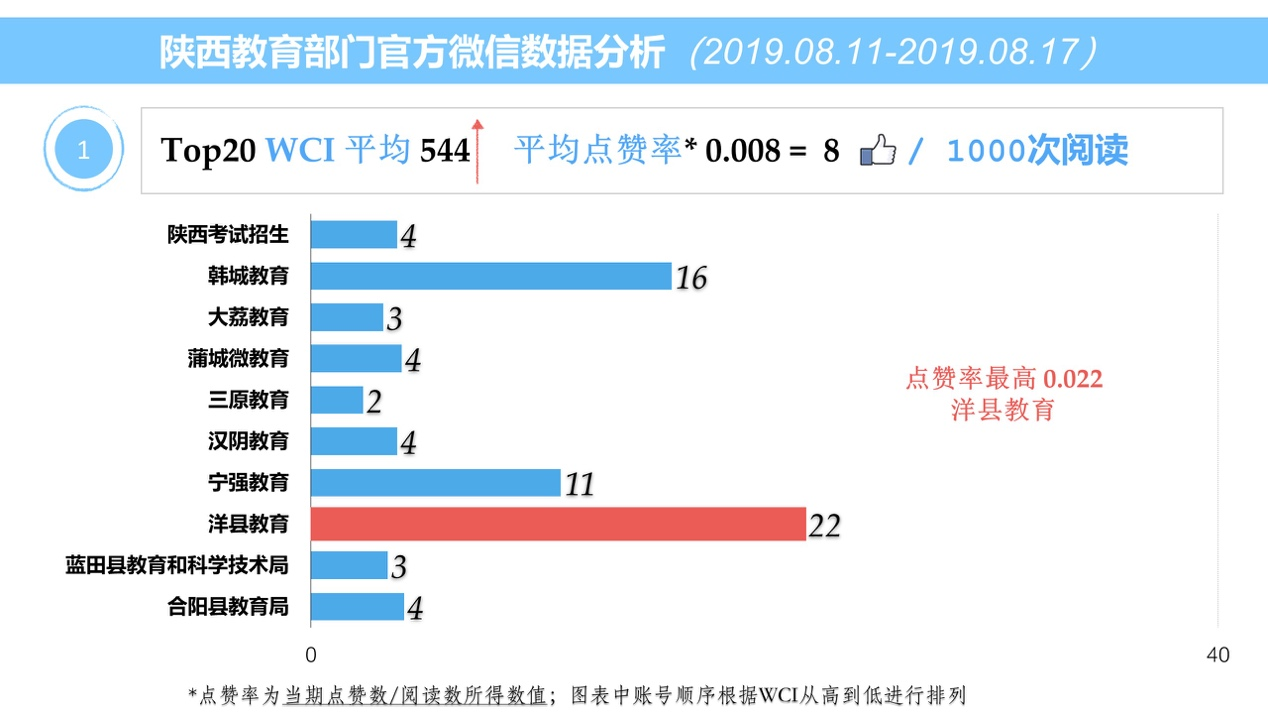 陕西教育部门官方微信数据分析（2019.08.11-2019.08.17）
1
Top20 WCI 平均 544 平均点赞率* 0.008 = 8 / 1000次阅读
陕西考试招生 4
韩城教育 16
大荔教育 3
蒲城微教育 4
三原教育 2
汉阴教育 4
宁强教育 11
洋县教育 22
蓝田县教育和科学技术局 3
合阳县教育局 4
点赞率最高 0.022
洋县教育
0 40
*点赞率为当期点赞数/阅读数所得数值；图表中账号顺序根据WCI从高到低进行排列